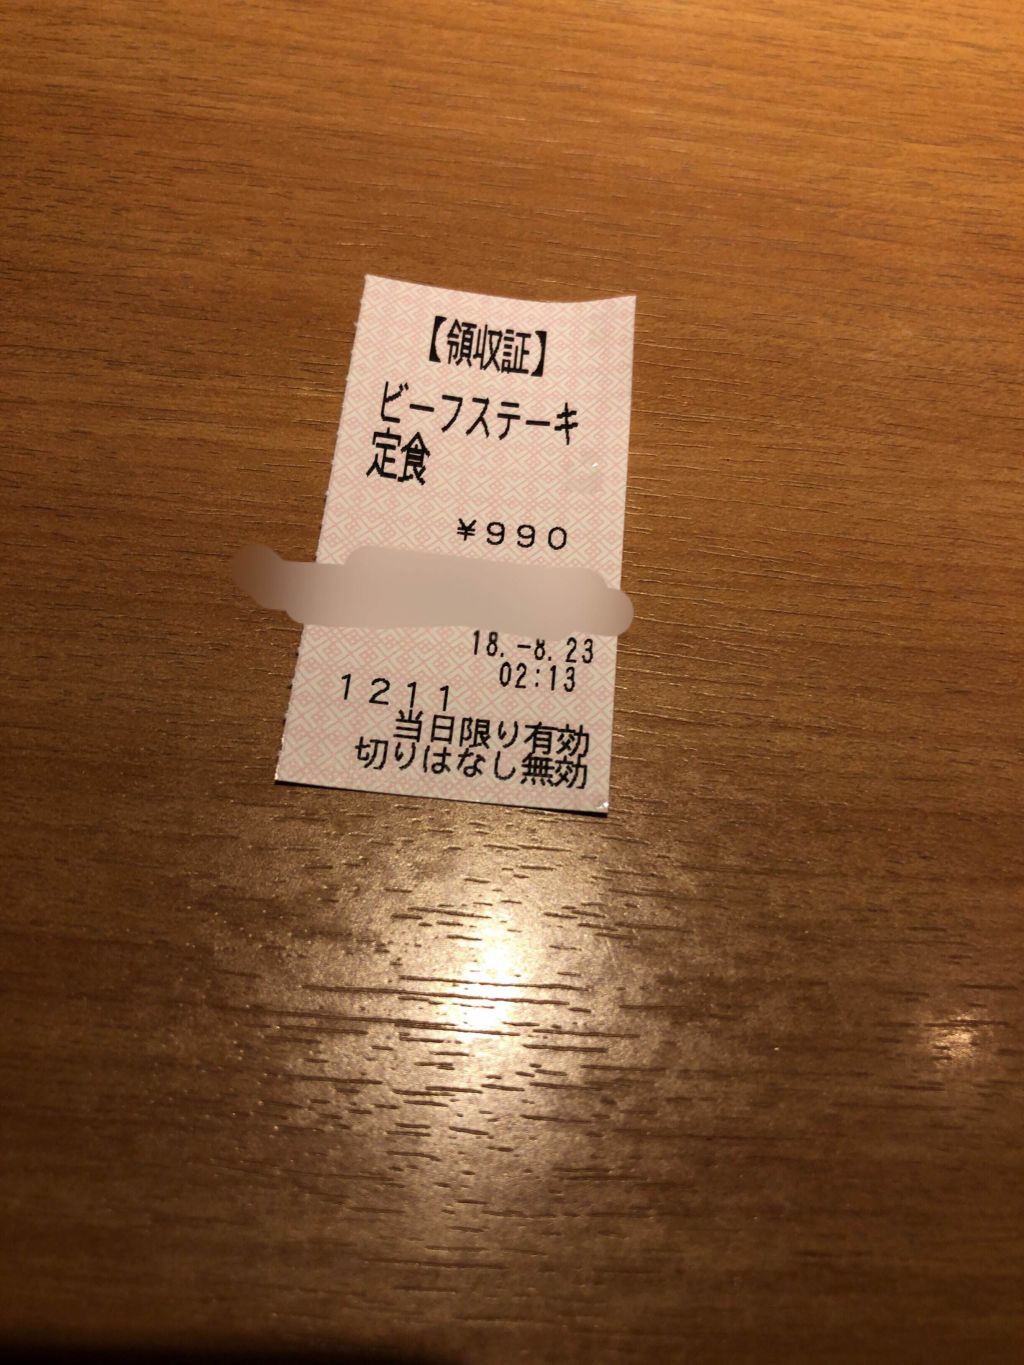 【領収証】
ビーフステーキ
定食
¥990
18.-8.23
02:13
1211
当日限り有効
切りはなし無効